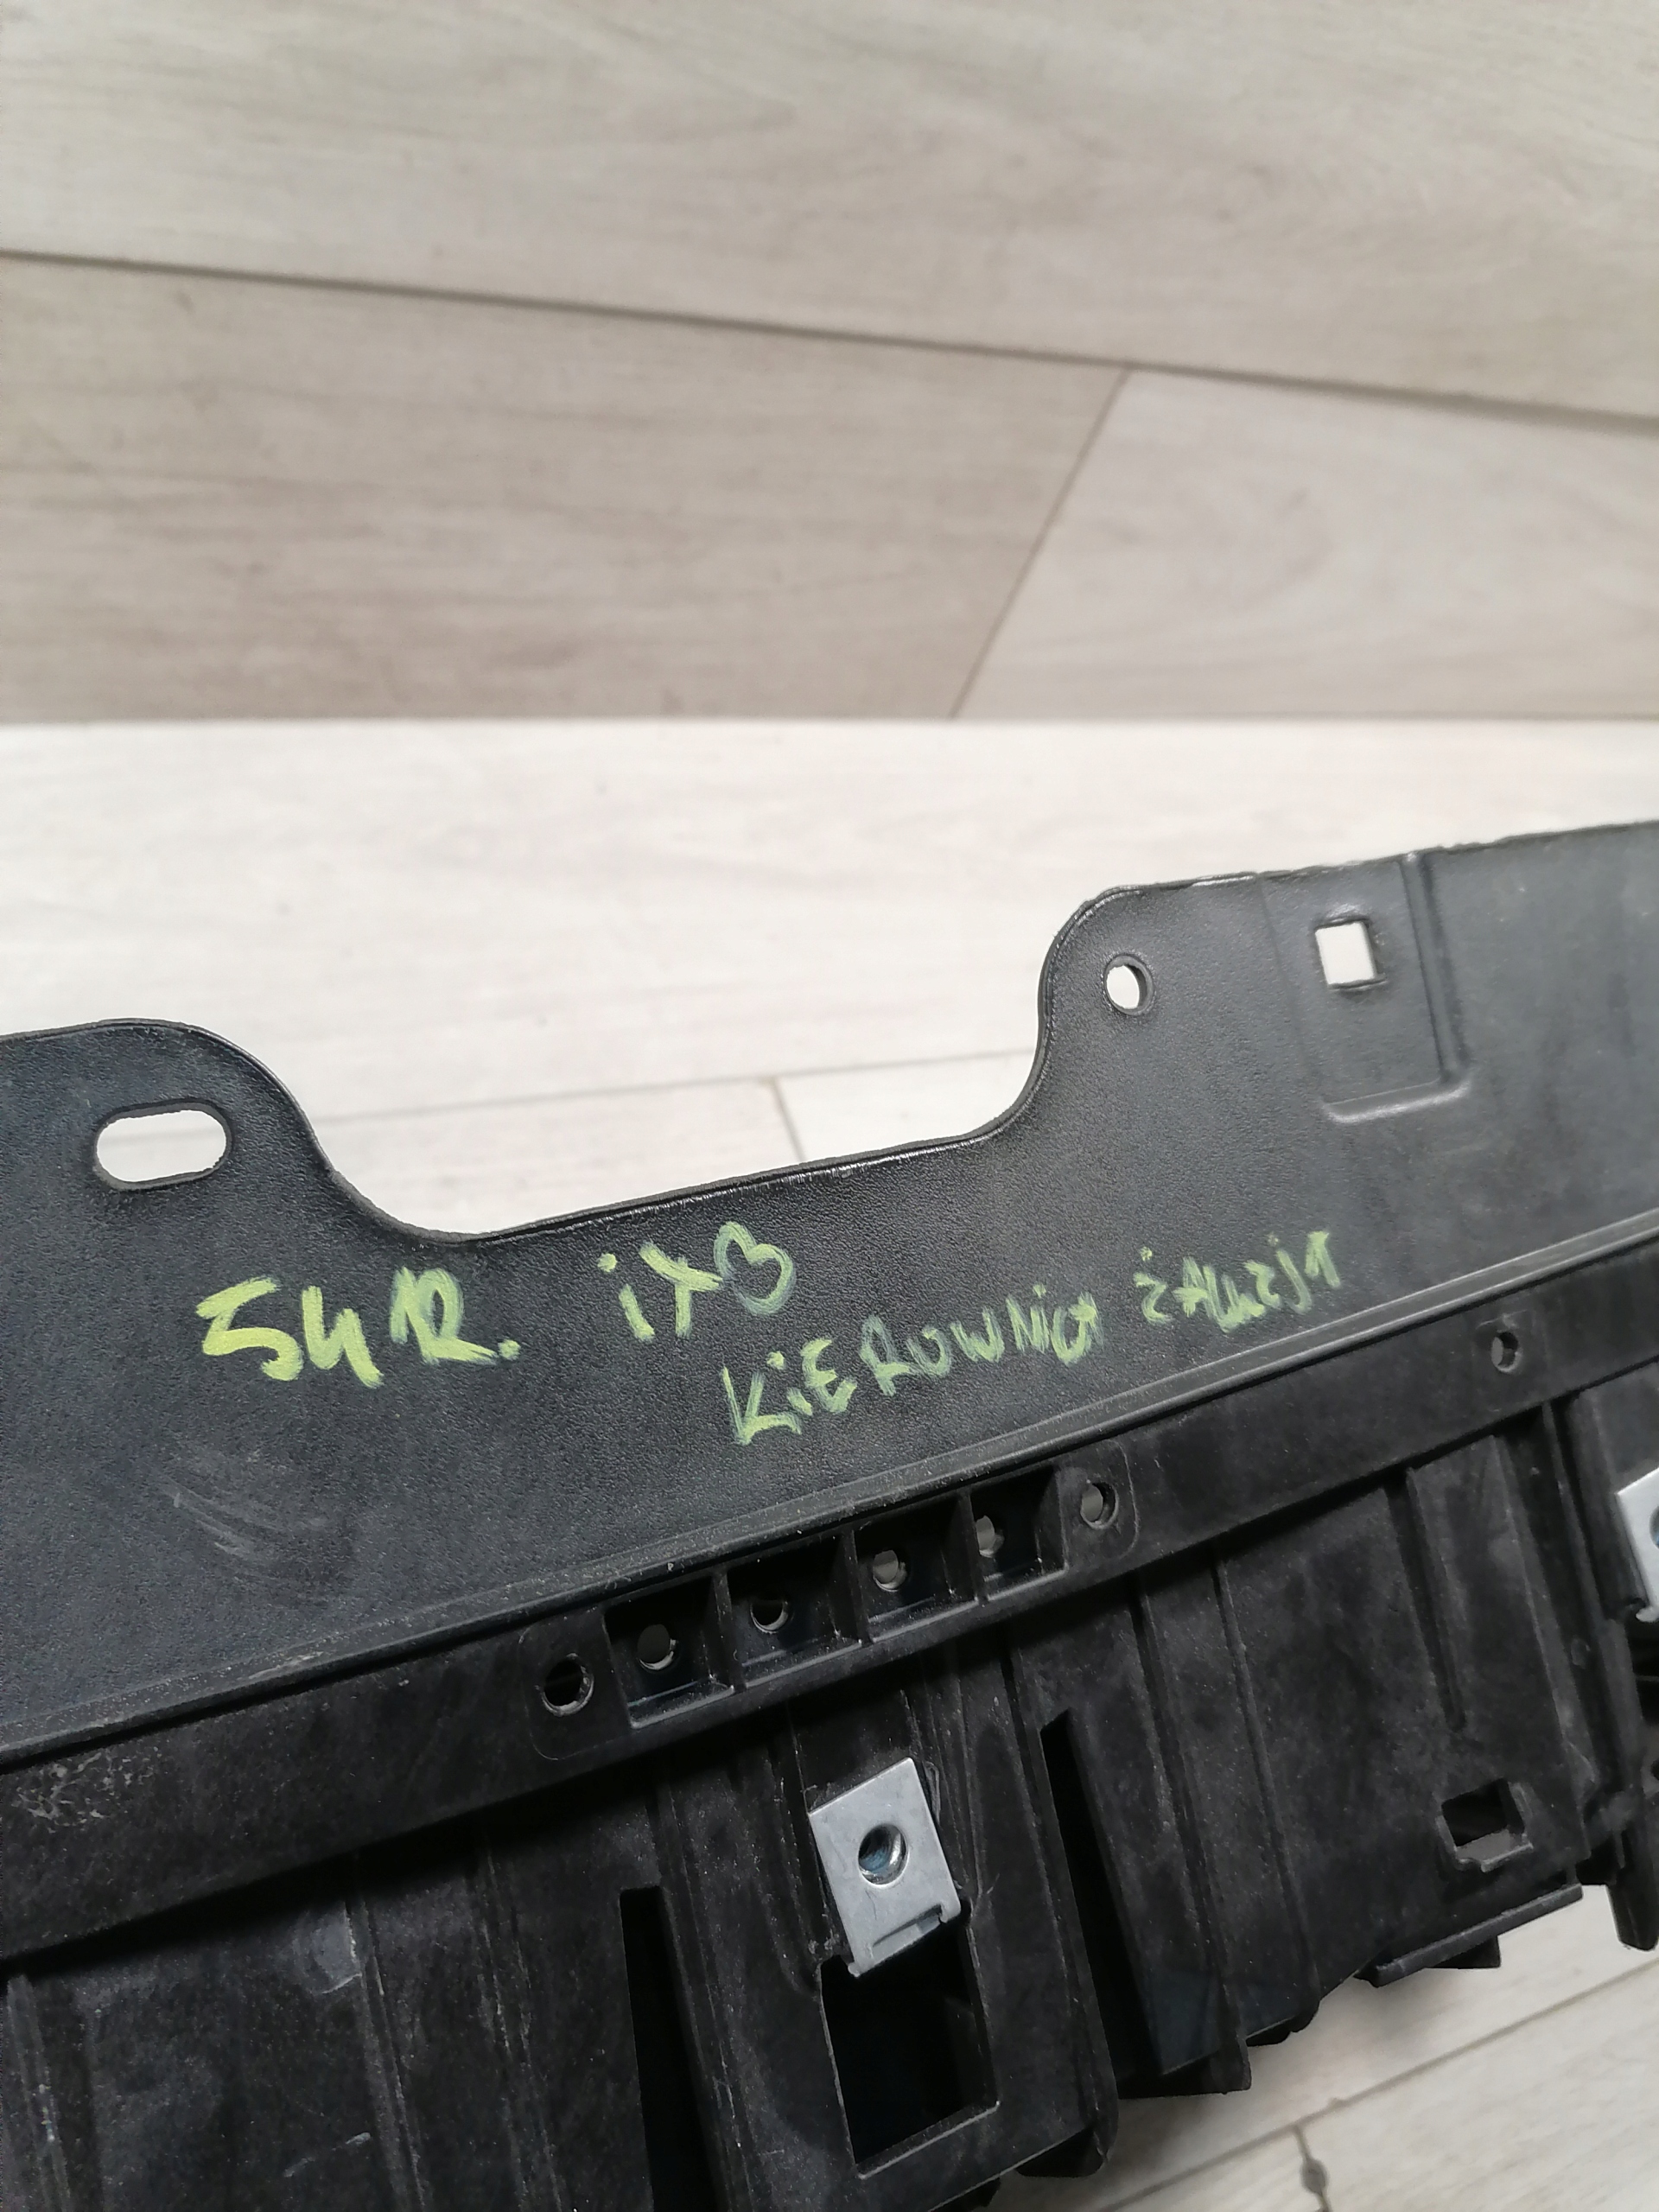 54R. iX3
KiEROWNiCA ŻALUZJI